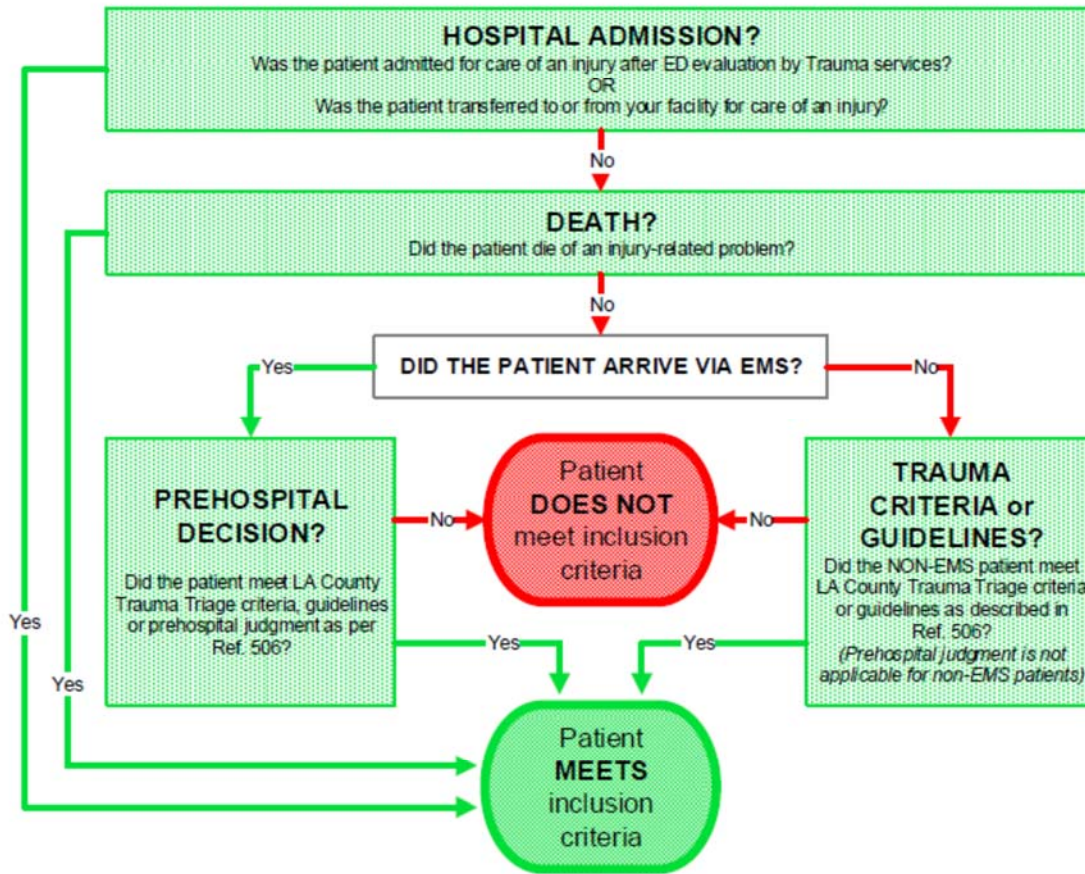 HOSPITAL ADMISSION?
Was the patient admitted for care of an injury after ED evaluation by Trauma services?
OR
Was the patient transferred to or from your facility for care of an injury?
No
DEATH?
Did the patient die of an injury-related problem?
No
DID THE PATIENT ARRIVE VIA EMS?
Yes
No
PREHOSPITAL
DECISION?
Did the patient meet LA County
Trauma Triage criteria, guidelines
or prehospital judgment as per
Ref. 506?
No
Patient
DOES NOT
meet inclusion
criteria
No
TRAUMA
CRITERIA or
GUIDELINES?
Did the NON-EMS patient meet
LA County Trauma Triage criteria
or guidelines as described in
Ref. 506?
(Prehospital judgment is not
applicable for non-EMS patients)
Yes
Yes
Yes
Yes
Patient
MEETS
inclusion
criteria